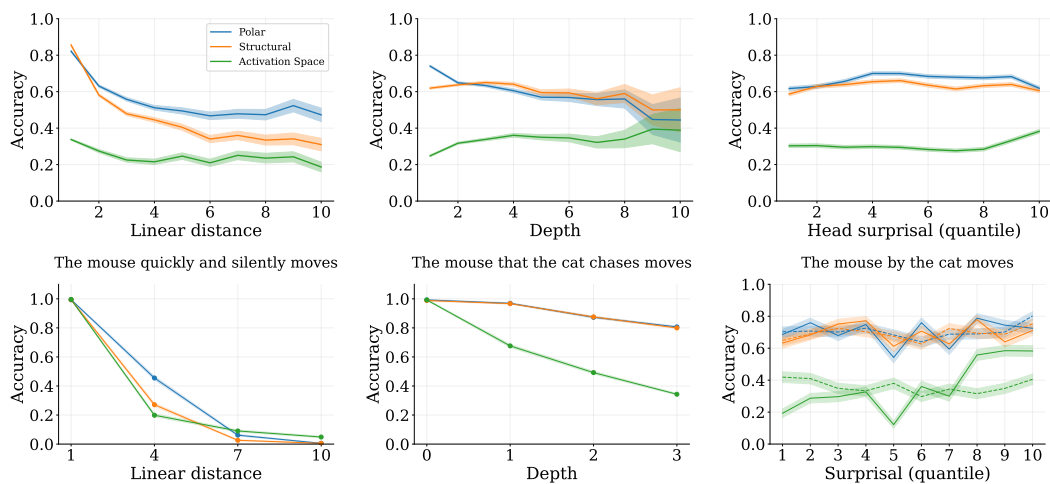 1.0
0.8
0.6
0.4
0.2
0.0
Accuracy
2 4 6 8 10
Linear distance
Polar
Structural
Activation Space
1.0
0.8
0.6
0.4
0.2
0.0
Accuracy
2 4 6 8 10
Depth
1.0
0.8
0.6
0.4
0.2
0.0
Accuracy
2 4 6 8 10
Head surprisal (quantile)
The mouse quickly and silently moves
1.0
0.8
0.6
0.4
0.2
0.0
Accuracy
1 4 7 10
Linear distance
The mouse that the cat chases moves
1.0
0.8
0.6
0.4
0.2
0.0
Accuracy
0 1 2 3
Depth
The mouse by the cat moves
1.0
0.8
0.6
0.4
0.2
0.0
Accuracy
1 2 3 4 5 6 7 8 9 10
Surprisal (quantile)